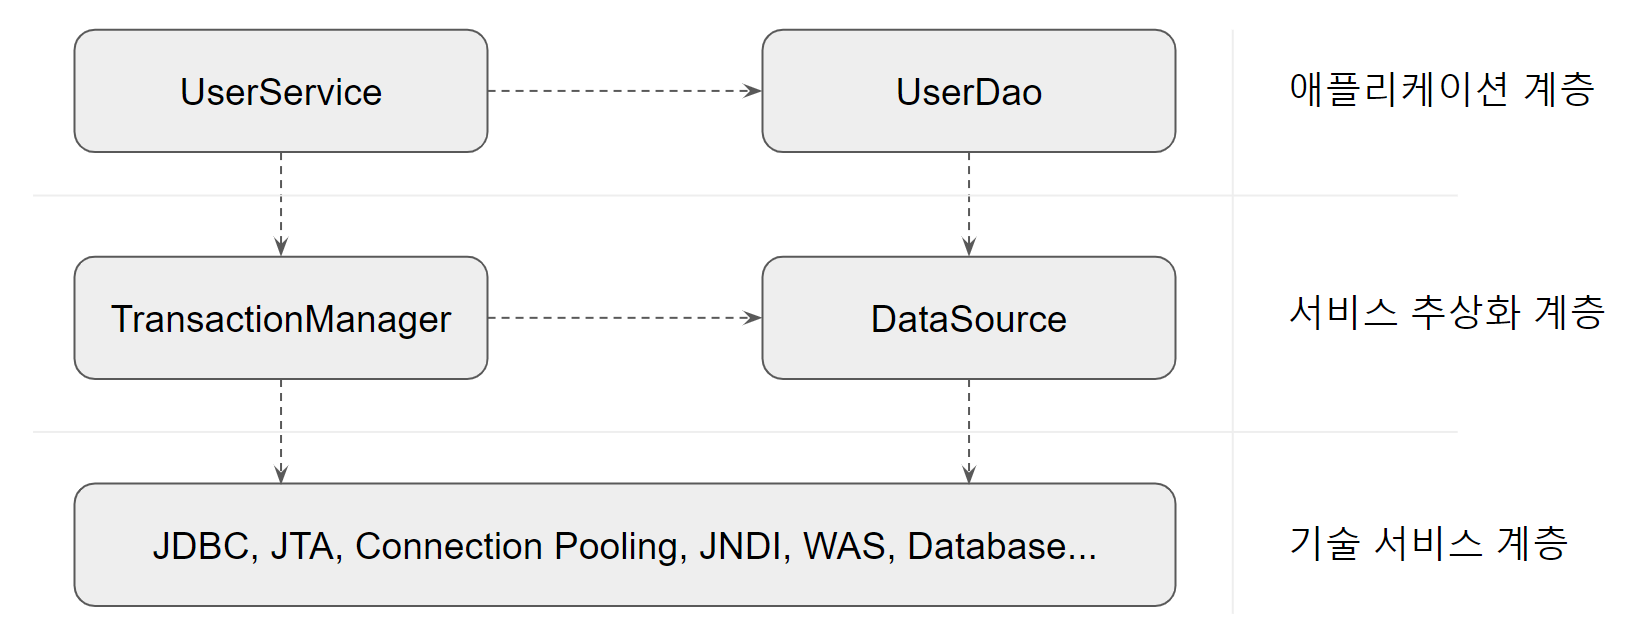 UserService
UserDao
애플리케이션 계층
TransactionManager
DataSource
서비스 추상화 계층
JDBC, JTA, Connection Pooling, JNDI, WAS, Database...
기술 서비스 계층